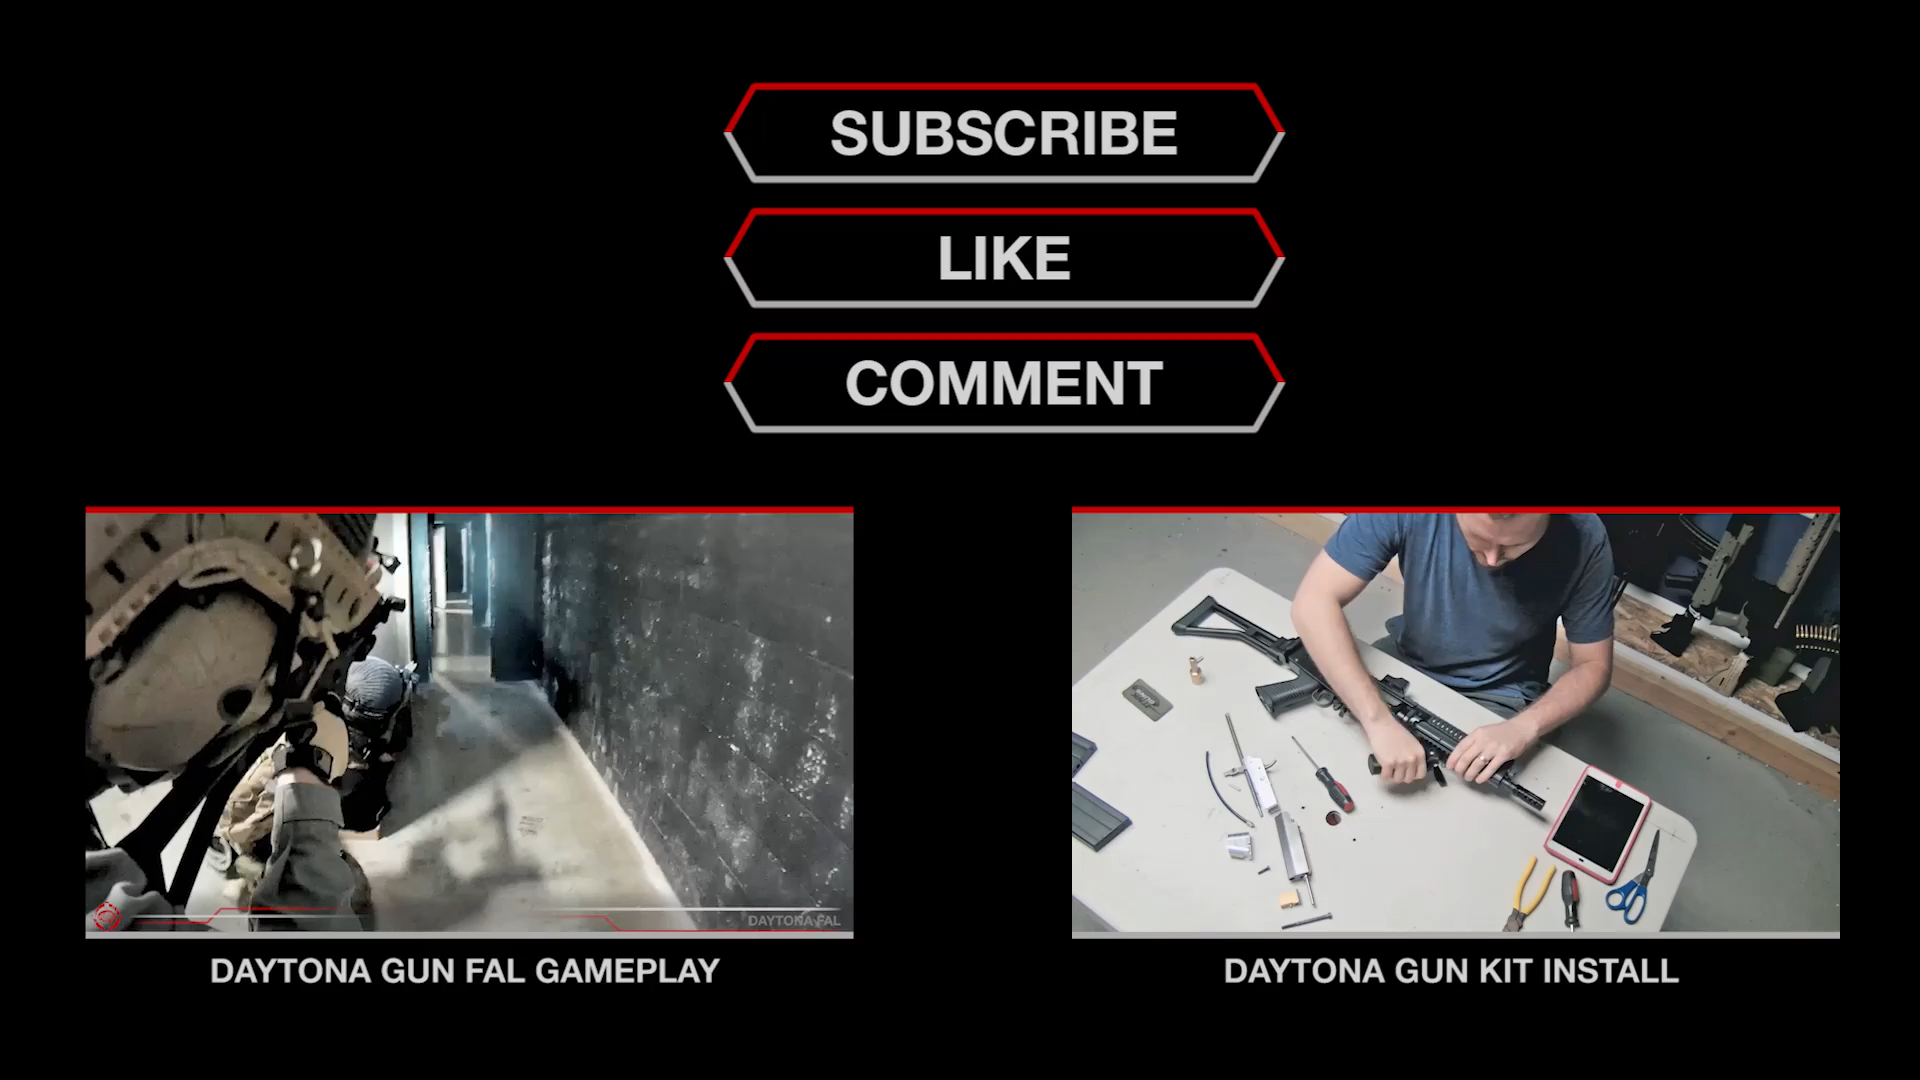 SUBSCRIBE
LIKE
COMMENT
DAYTONA FAL
DAYTONA GUN FAL GAMEPLAY
DAYTONA GUN KIT INSTALL